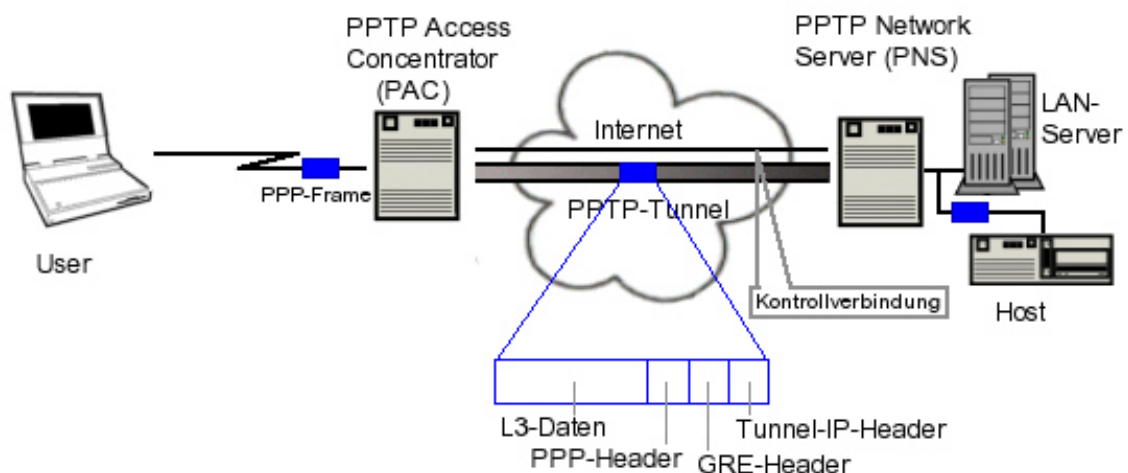 PPTP Access
Concentrator
(PAC)
PPTP Network
Server (PNS)
LAN-
Server
Internet
PPP-Frame
PPTP-Tunnel
User
Kontrollverbindung
Host
L3-Daten
PPP-Header
GRE-Header
Tunnel-IP-Header